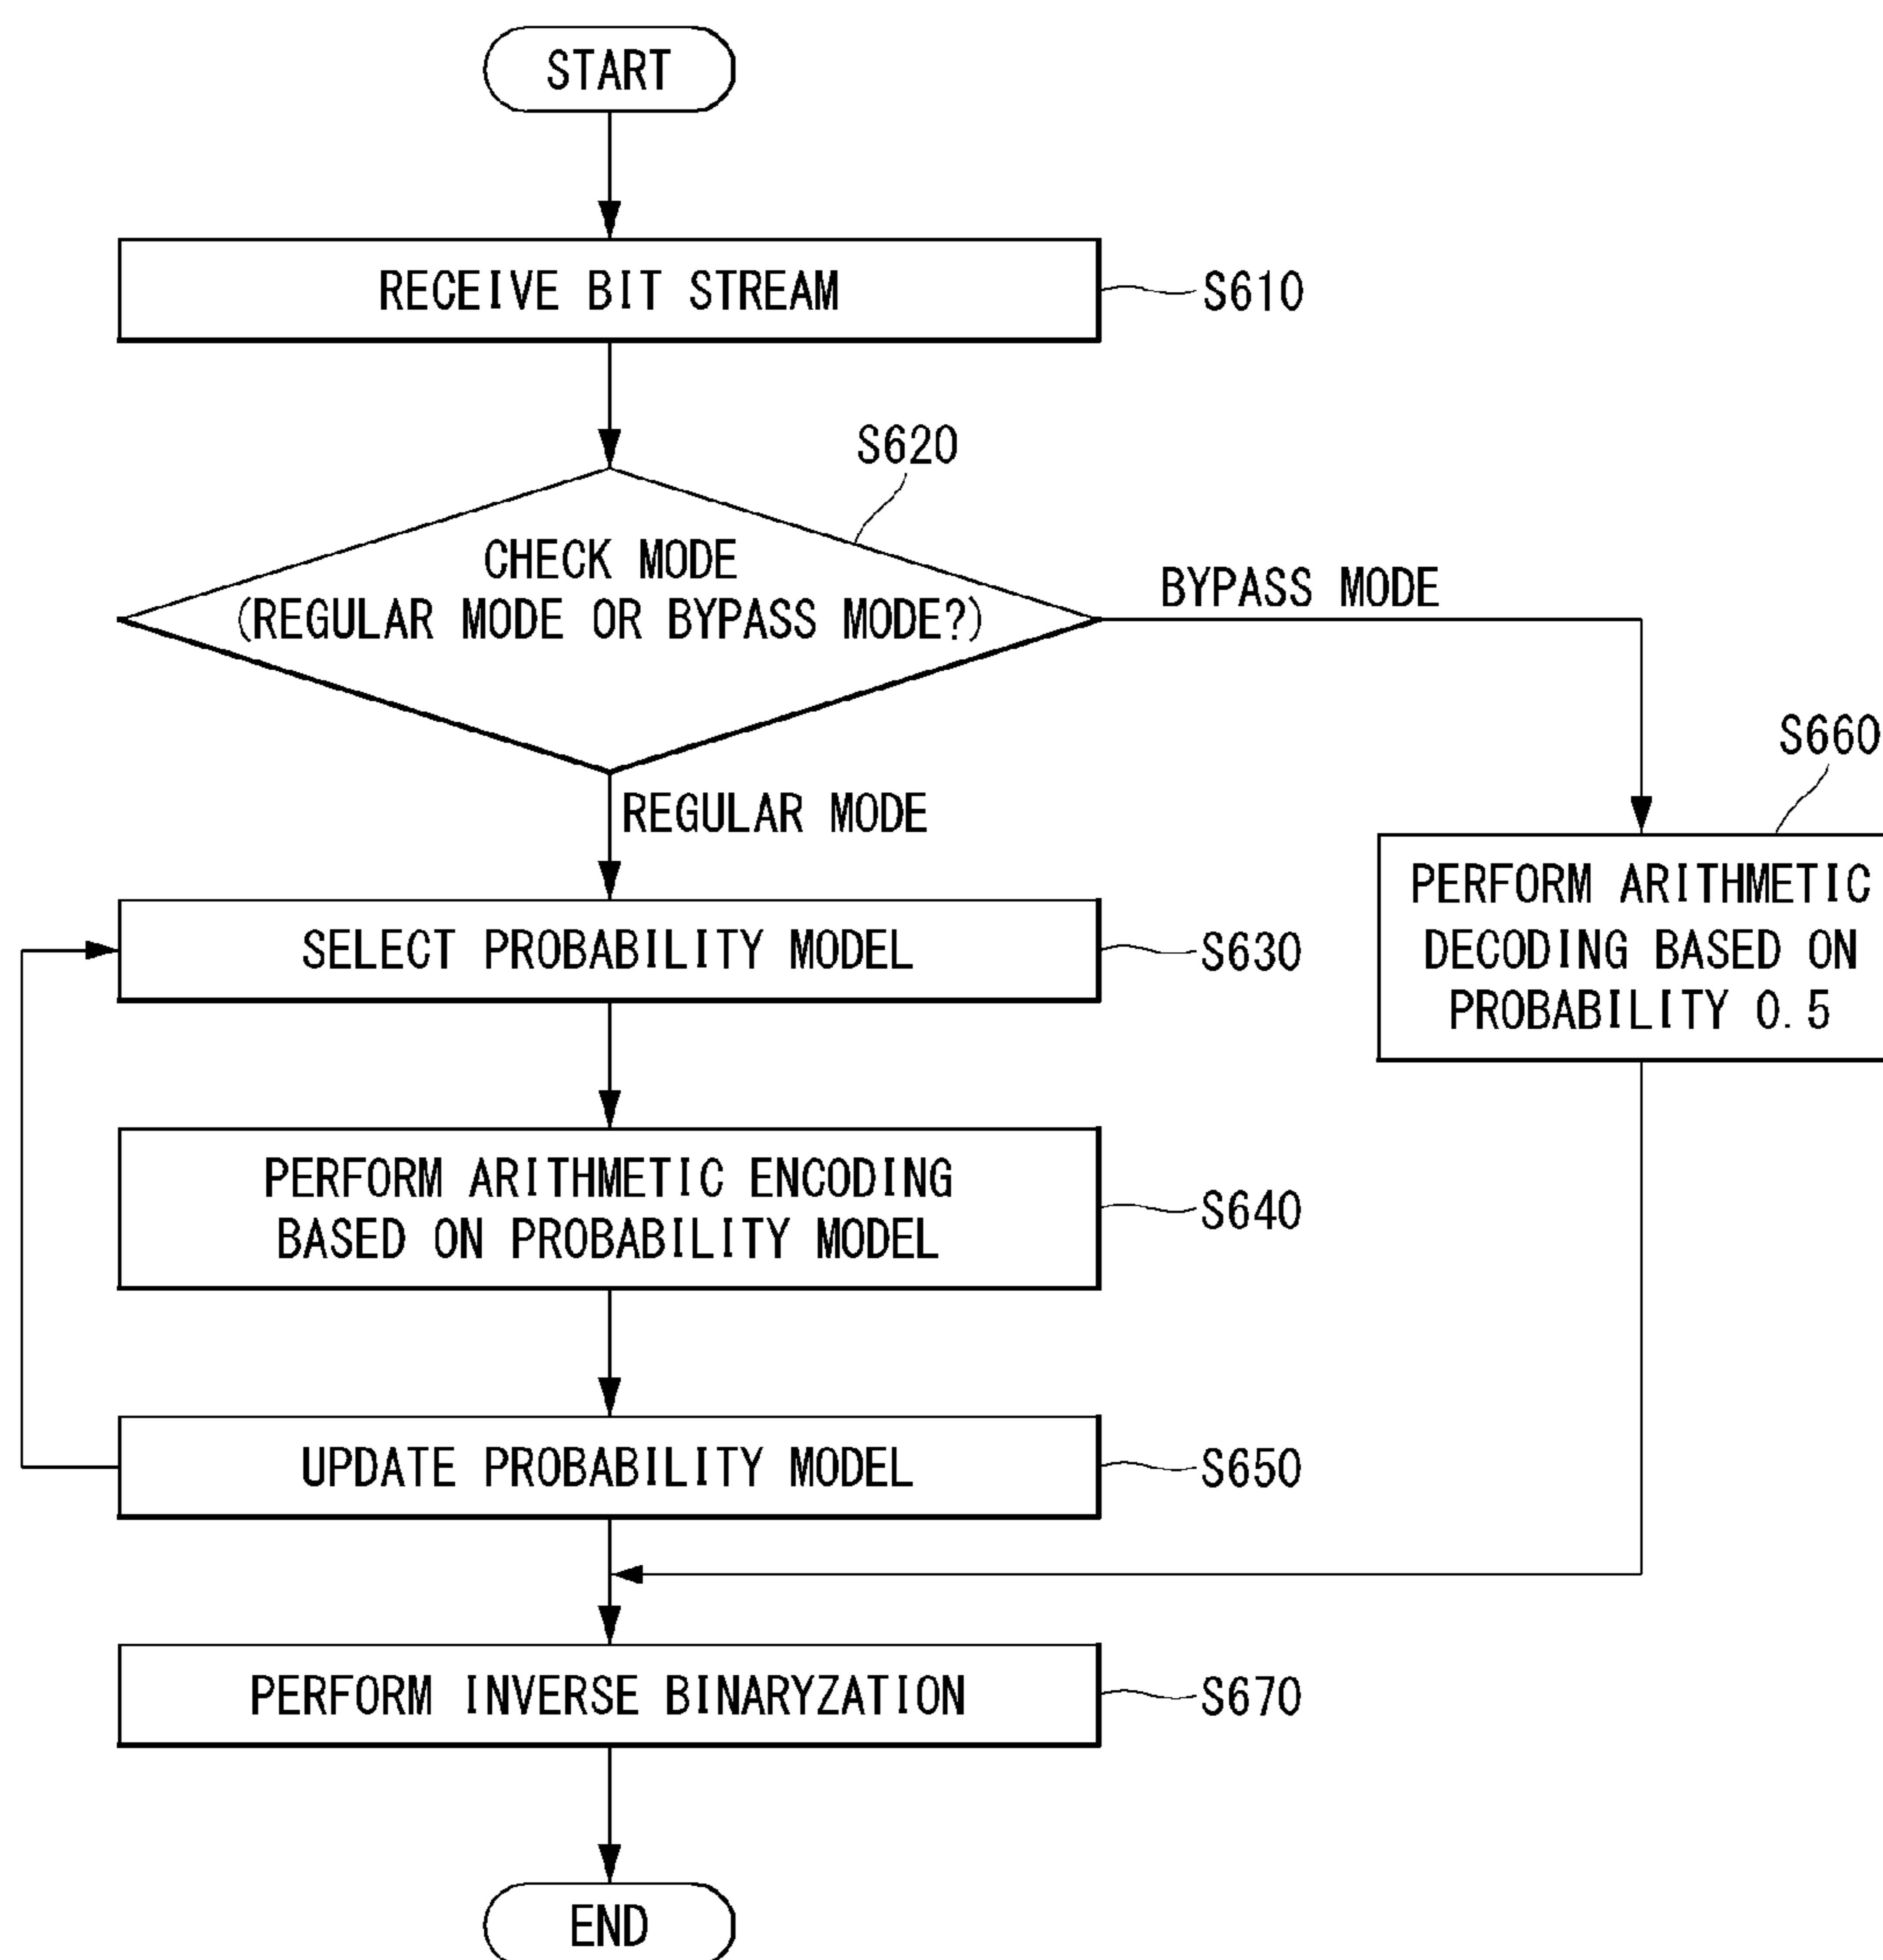 START
RECEIVE BIT STREAM
S610
S620
CHECK MODE
(REGULAR MODE OR BYPASS MODE?)
BYPASS MODE
REGULAR MODE
S660
PERFORM ARITHMETIC
DECODING BASED ON
PROBABILITY 0.5
SELECT PROBABILITY MODEL
S630
PERFORM ARITHMETIC ENCODING
BASED ON PROBABILITY MODEL
S640
UPDATE PROBABILITY MODEL
S650
PERFORM INVERSE BINARYZATION
S670
END